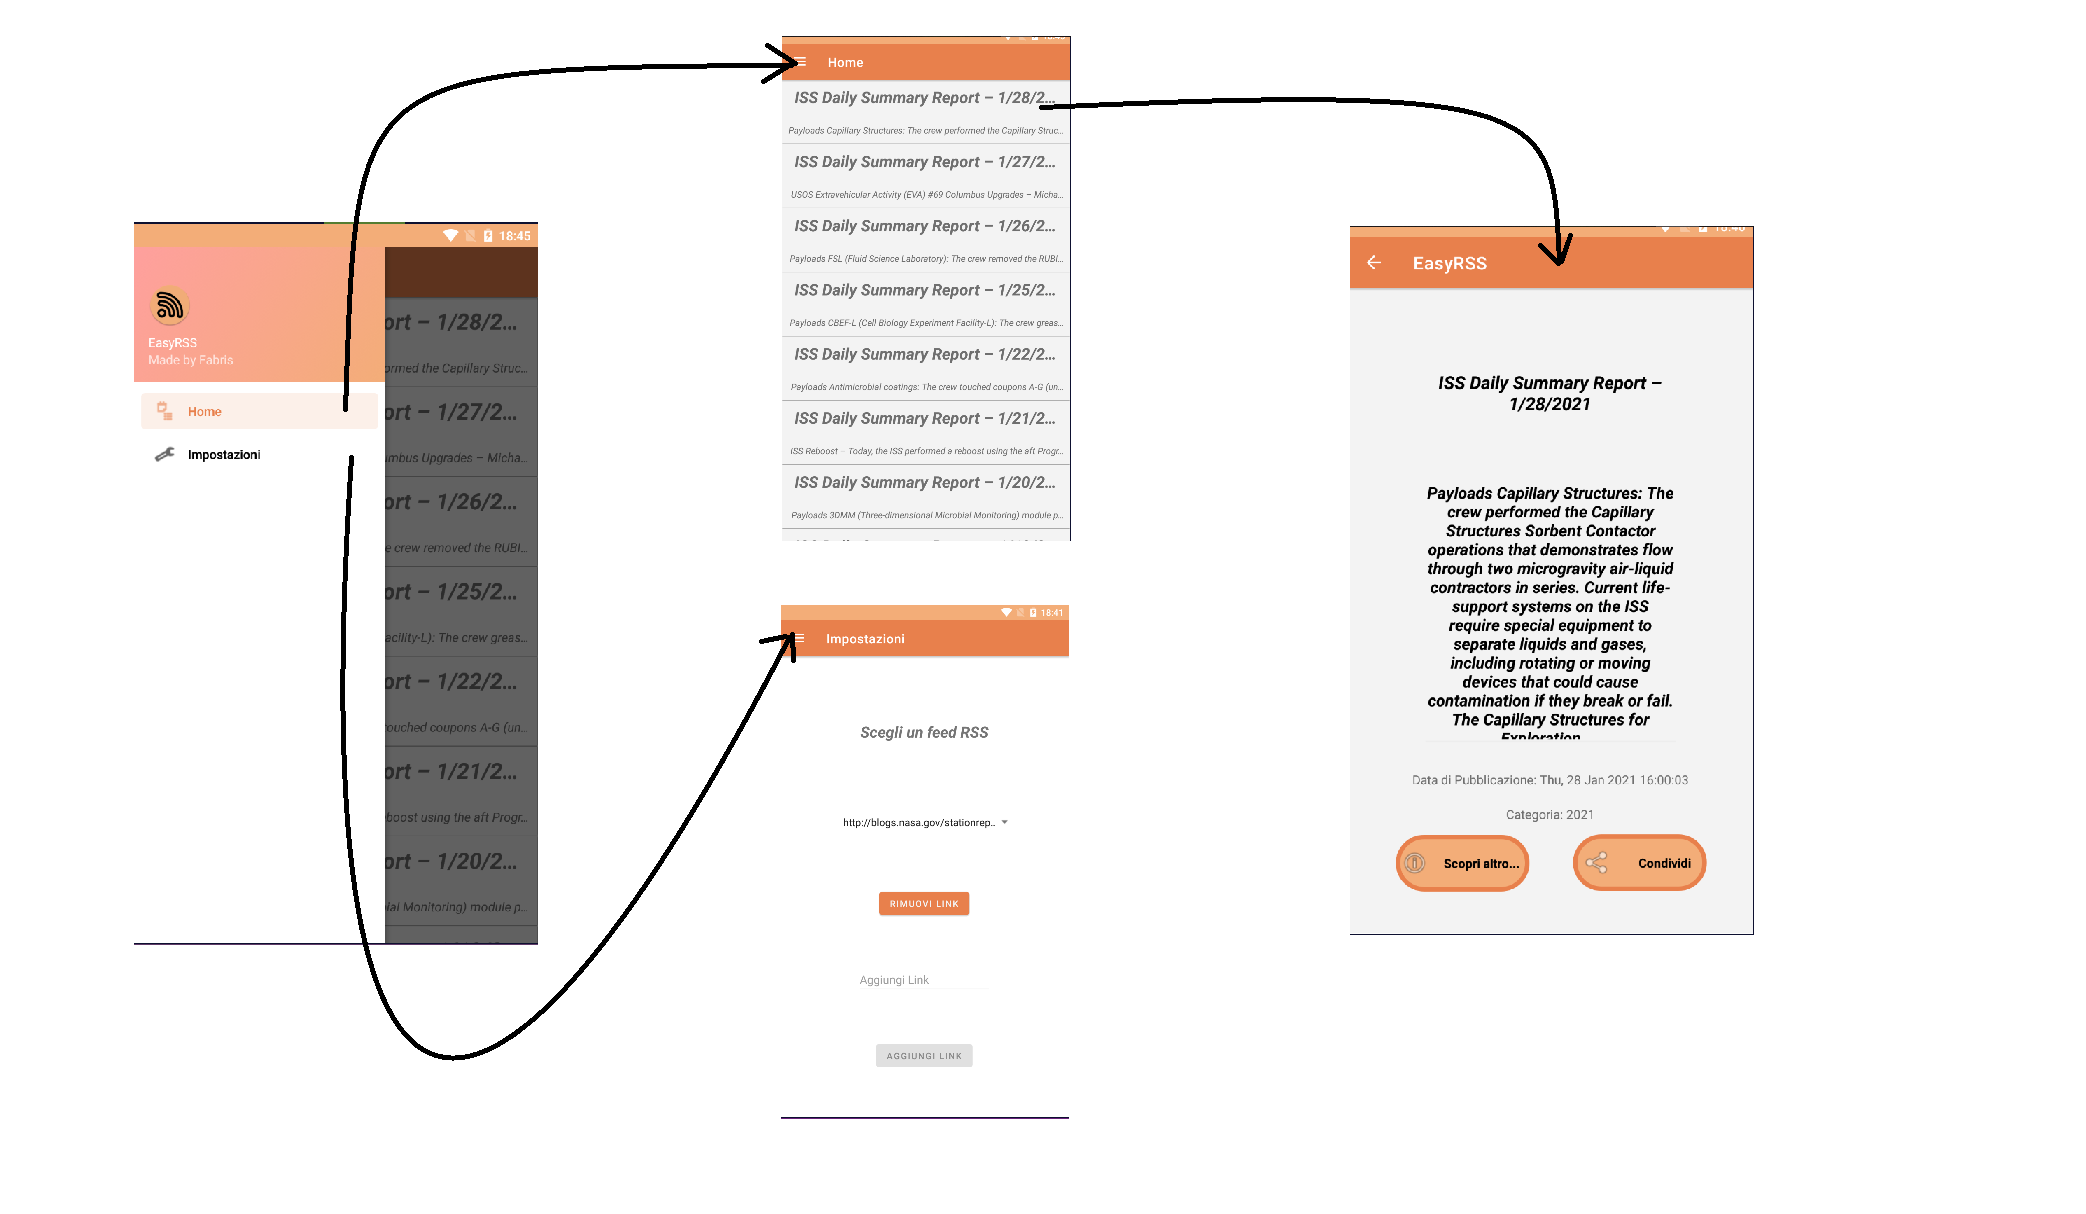 18:45
EasyRSS
Made by Fabris
Home
Impostazioni
ort – 1/28/2...
ormed the Capillary Struc...
ort – 1/27/2...
mbus Upgrades – Micha...
ort – 1/26/2...
e crew removed the RUBI...
ort – 1/25/2...
acility-L): The crew greas...
ort – 1/22/2...
ouched coupons A-G (un...
ort – 1/21/2...
boost using the aft Progr...
ort – 1/20/2...
ial Monitoring) module p...
Home
ISS Daily Summary Report – 1/28/2...
Payloads Capillary Structures: The crew performed the Capillary Struc...
ISS Daily Summary Report – 1/27/2...
USOS Extravehicular Activity (EVA) #69 Columbus Upgrades – Micha...
ISS Daily Summary Report – 1/26/2...
Payloads FSL (Fluid Science Laboratory): The crew removed the RUBI...
ISS Daily Summary Report – 1/25/2...
Payloads CBEF-L (Cell Biology Experiment Facility-L): The crew greas...
ISS Daily Summary Report – 1/22/2...
Payloads Antimicrobial coatings: The crew touched coupons A-G (un...
ISS Daily Summary Report – 1/21/2...
ISS Reboost – Today, the ISS performed a reboost using the aft Progr...
ISS Daily Summary Report – 1/20/2...
Payloads 3DMM (Three-dimensional Microbial Monitoring) module p...
18:41
Impostazioni
Scegli un feed RSS
http://blogs.nasa.gov/stationrep..
RIMUOVI LINK
Aggiungi Link
AGGIUNGI LINK
EasyRSS
ISS Daily Summary Report –
1/28/2021
Payloads Capillary Structures: The
crew performed the Capillary
Structures Sorbent Contactor
operations that demonstrates flow
through two microgravity air-liquid
contractors in series. Current life-
support systems on the ISS
require special equipment to
separate liquids and gases,
including rotating or moving
devices that could cause
contamination if they break or fail.
The Capillary Structures for
Exploration
Data di Pubblicazione: Thu, 28 Jan 2021 16:00:03
Categoria: 2021
Scopri altro...
Condividi